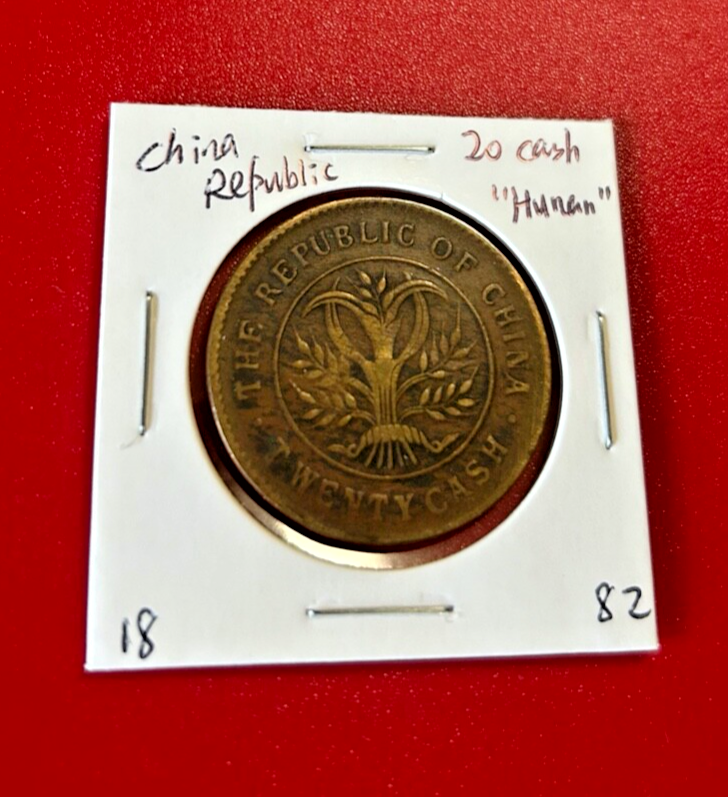 China
Republic
20 cash
"Hunan"
THE REPUBLIC OF CHINA
TWENTY CASH
18
82